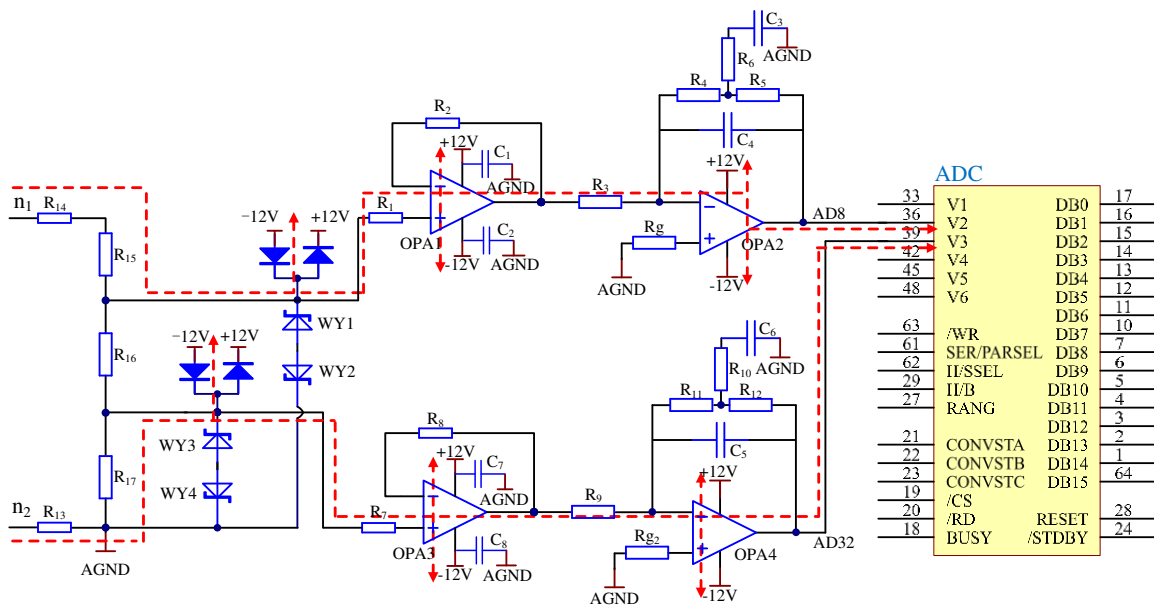 C₃
AGND
R₆
R₄
R₅
R₂
C₄
+12V
C₁
AGND
+12V
ADC
n₁
R₁₄
−12V
+12V
R₁
R₃
OPA1
C₂
-12V
AGND
Rg
OPA2
AD8
-12V
AGND
R₁₅
WY1
R₁₆
WY2
−12V
+12V
WY3
WY4
R₁₇
n₂
R₁₃
AGND
C₆
AGND
R₁₀
R₁₁
R₁₂
R₈
C₅
+12V
C₇
AGND
+12V
R₇
R₉
OPA3
C₈
-12V
AGND
Rg₂
OPA4
AD32
-12V
AGND
33 V1 DB0 17
36 V2 DB1 16
39 V3 DB2 15
42 V4 DB3 14
45 V5 DB4 13
48 V6 DB5 12
DB6 11
63 /WR DB7 10
61 SER/PARSEL DB8 7
62 II/SSEL DB9 6
29 II/B DB10 5
27 RANG DB11 4
DB12 3
21 CONVSTA DB13 2
22 CONVSTB DB14 1
23 CONVSTC DB15 64
19 /CS
20 /RD RESET 28
18 BUSY /STDBY 24